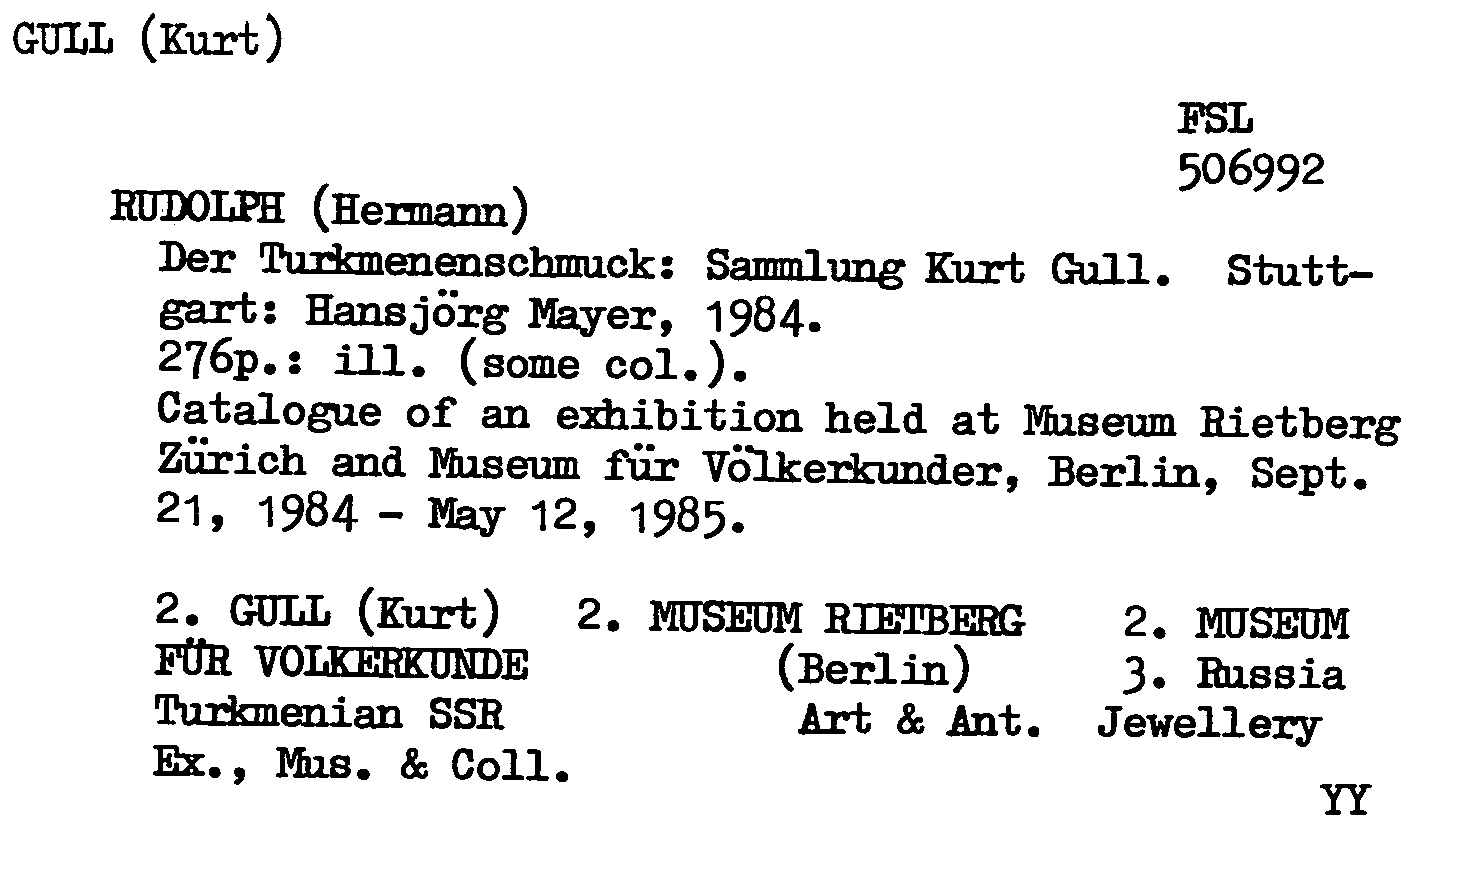 GULL (Kurt)
FSL
506992
RUDOLPH (Hermann)
Der Turkmenenschmuck: Sammlung Kurt Gull. Stutt-
gart: Hansjörg Mayer, 1984.
276p.: ill. (some col.).
Catalogue of an exhibition held at Museum Rietberg
Zürich and Museum für Völkerkunder, Berlin, Sept.
21, 1984 - May 12, 1985.
2. GULL (Kurt) 2. MUSEUM RIETBERG 2. MUSEUM
FÜR VOLKERKUNDE (Berlin) 3. Russia
Turkmenian SSR Art & Ant. Jewellery
Ex., Mus. & Coll.
YY